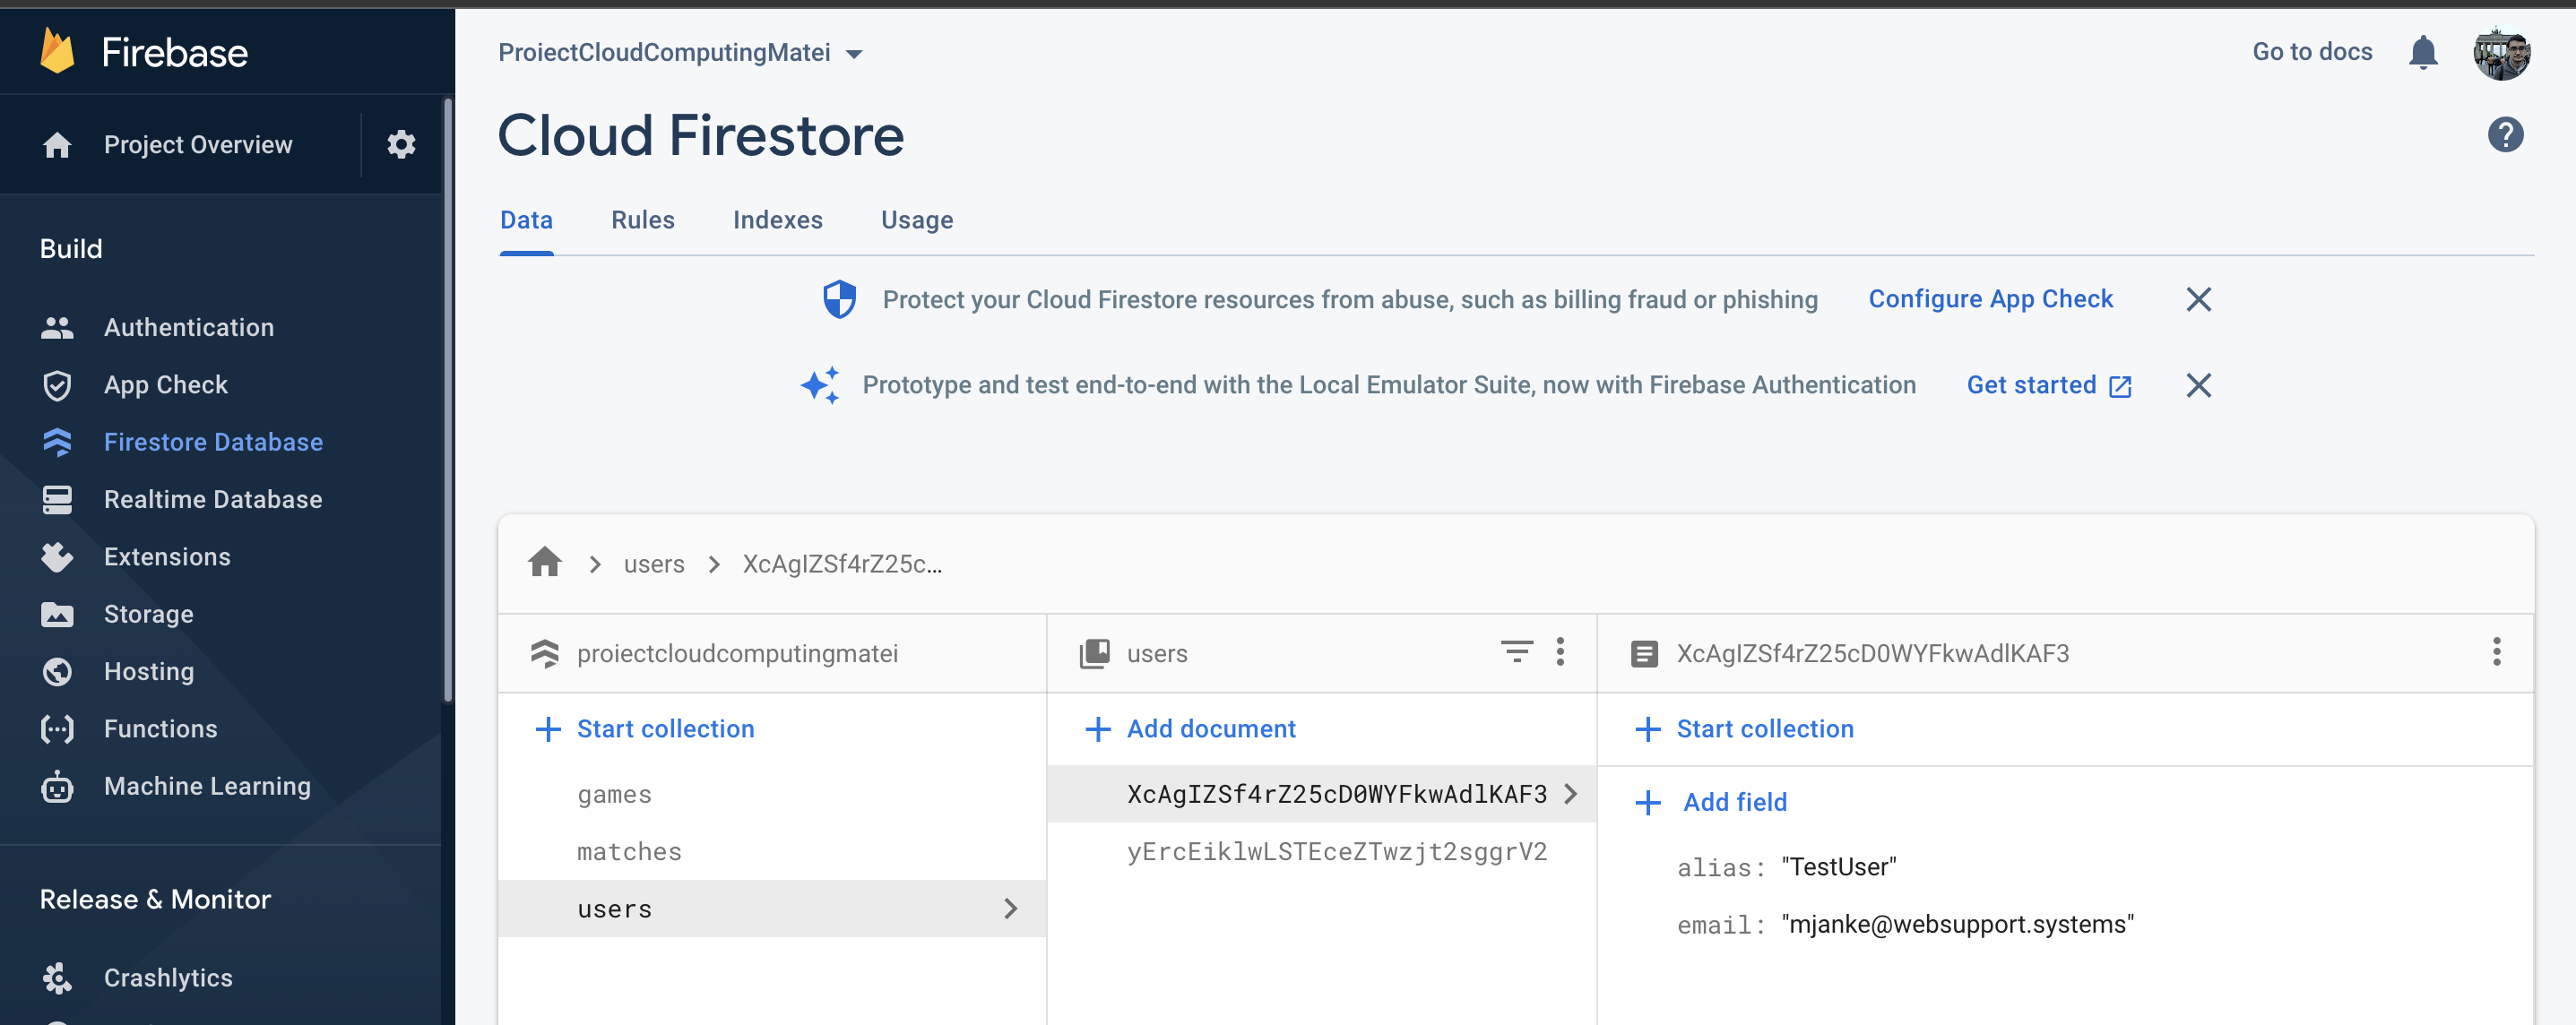 Firebase
Project Overview
Build
Authentication
App Check
Firestore Database
Realtime Database
Extensions
Storage
Hosting
Functions
Machine Learning
Release & Monitor
Crashlytics
ProiectCloudComputingMatei
Go to docs
Cloud Firestore
Data Rules Indexes Usage
Protect your Cloud Firestore resources from abuse, such as billing fraud or phishing Configure App Check
Prototype and test end-to-end with the Local Emulator Suite, now with Firebase Authentication Get started
users XcAgIZSf4rZ25c...
proiectcloudcomputingmatei
+ Start collection
games
matches
users
users
+ Add document
XcAgIZSf4rZ25cD0WYFkwAdlKAF3
yErcEiklwLSTEceZTwzjt2sggrV2
XcAgIZSf4rZ25cD0WYFkwAdlKAF3
+ Start collection
+ Add field
alias: "TestUser"
email: "mjanke@websupport.systems"